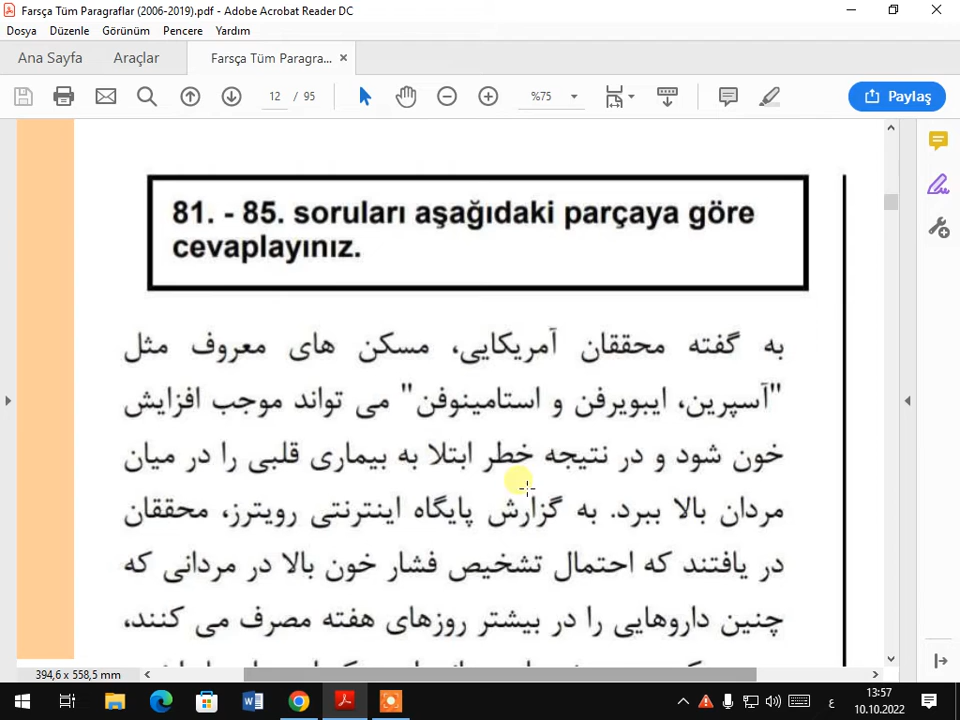 Farsça Tüm Paragraflar (2006-2019).pdf - Adobe Acrobat Reader DC
Dosya Düzenle Görünüm Pencere Yardım
Ana Sayfa Araçlar Farsça Tüm Paragra... ×
12 / 95 %75 Paylaş
81. - 85. soruları aşağıdaki parçaya göre
cevaplayınız.
به گفته محققان آمریکایی، مسکن های معروف مثل
"آسپرین، ایبویرفن و استامینوفن" می تواند موجب افزایش
خون شود و در نتیجه خطر ابتلا به بیماری قلبی را در میان
مردان بالا ببرد. به گزارش پایگاه اینترنتی رویترز، محققان
در یافتند که احتمال تشخیص فشار خون بالا در مردانی که
چنین داروهایی را در بیشتر روزهای هفته مصرف می کنند،
394,6 x 558,5 mm
ع
13:57
10.10.2022